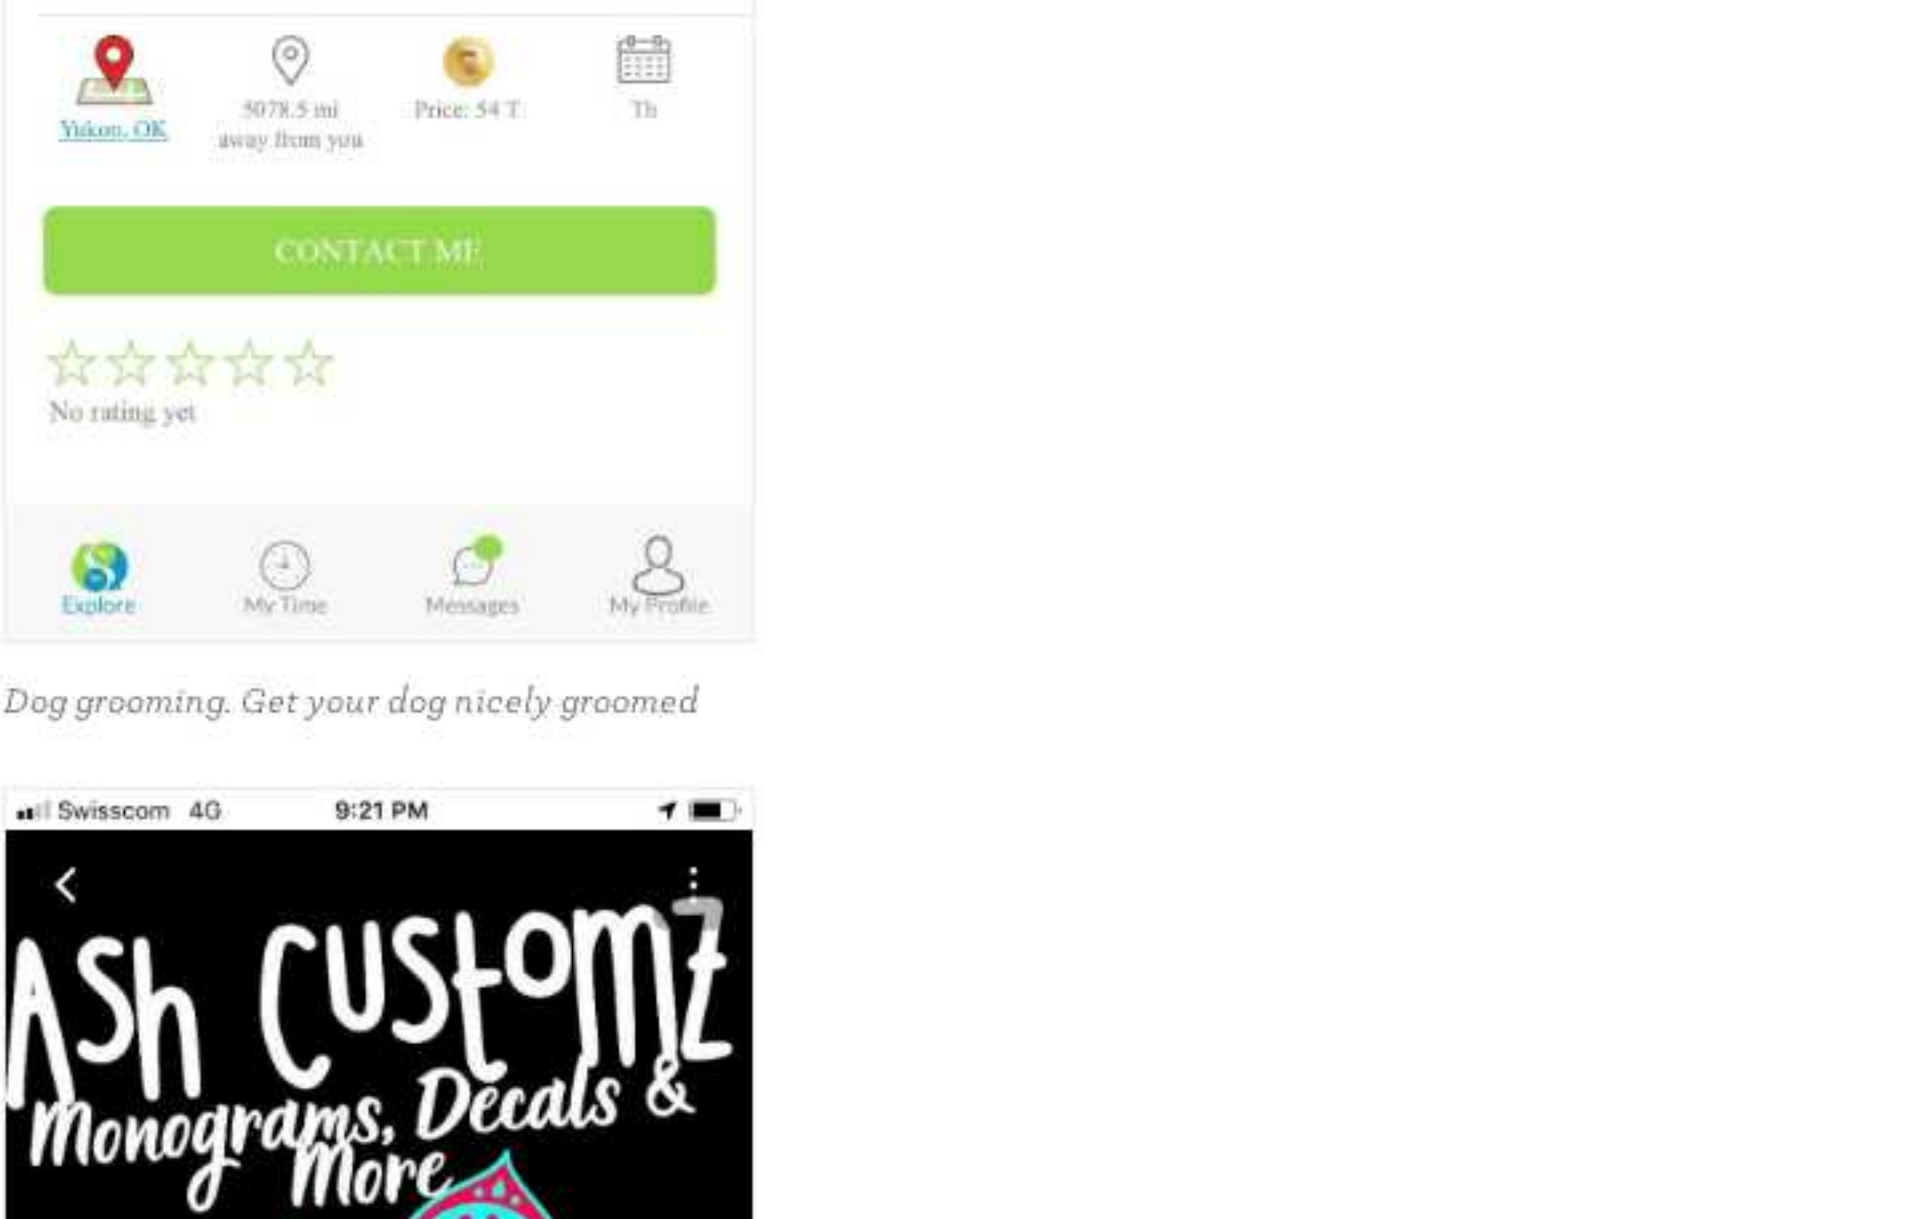 Yukon, OK
5078.5 mi
away from you
Price: 54 T
Th
CONTACT ME
No rating yet
Explore
My Time
Messages
My Profile
Dog grooming. Get your dog nicely groomed
Swisscom 4G
9:21 PM
Ash Customz
Monograms, Decals &
More